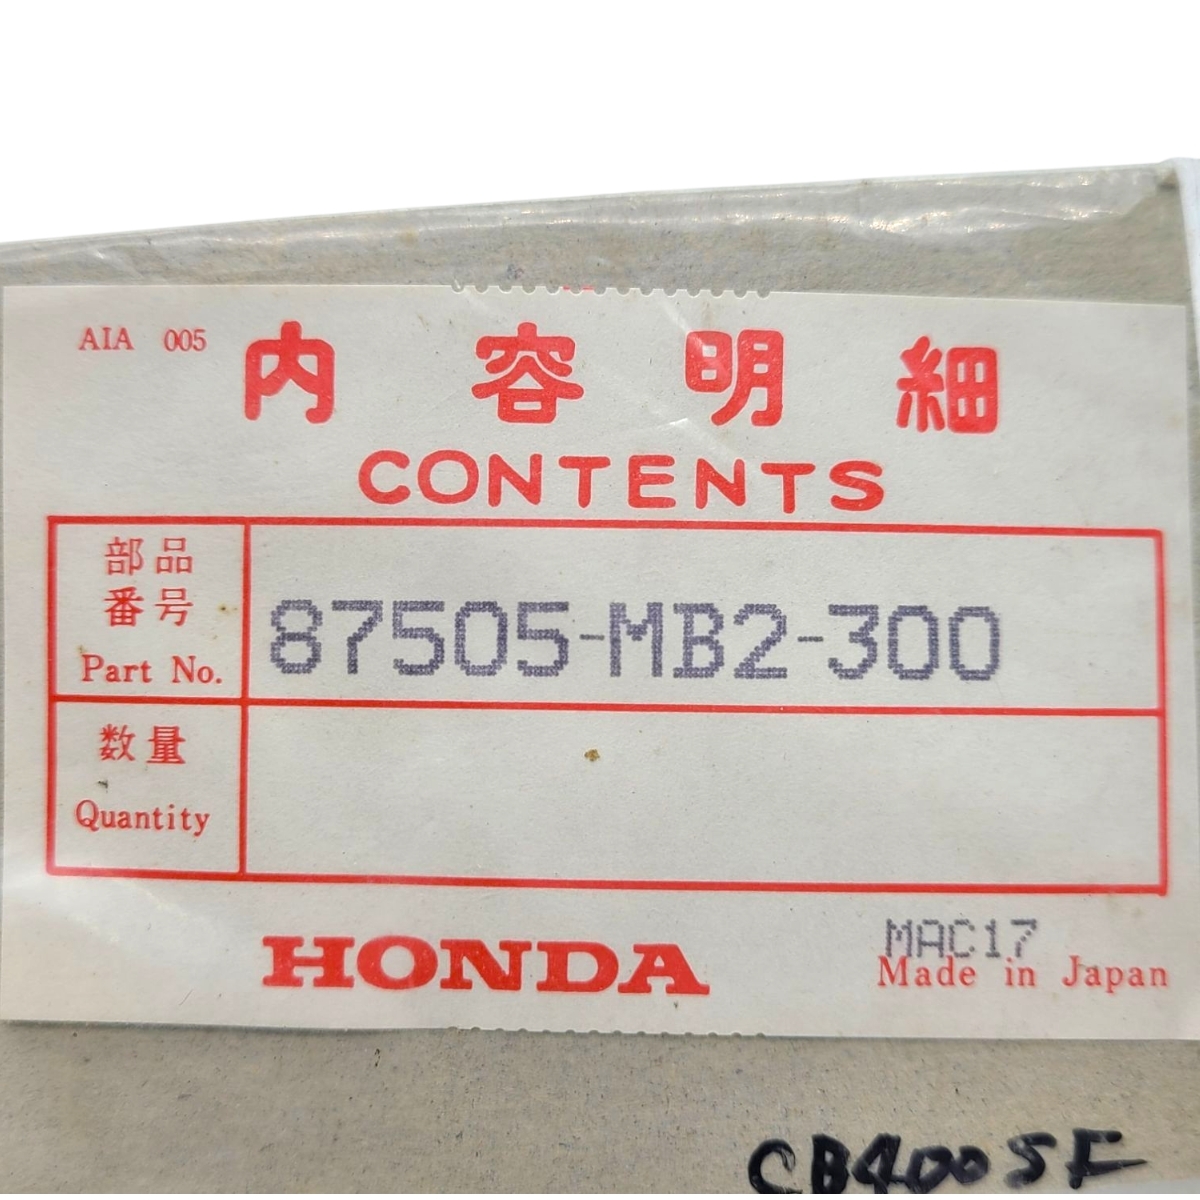 AIA 005
内容明細
CONTENTS
部品
番号
Part No.
87505-MB2-300
数量
Quantity
HONDA
MAC17
Made in Japan
CB400SF